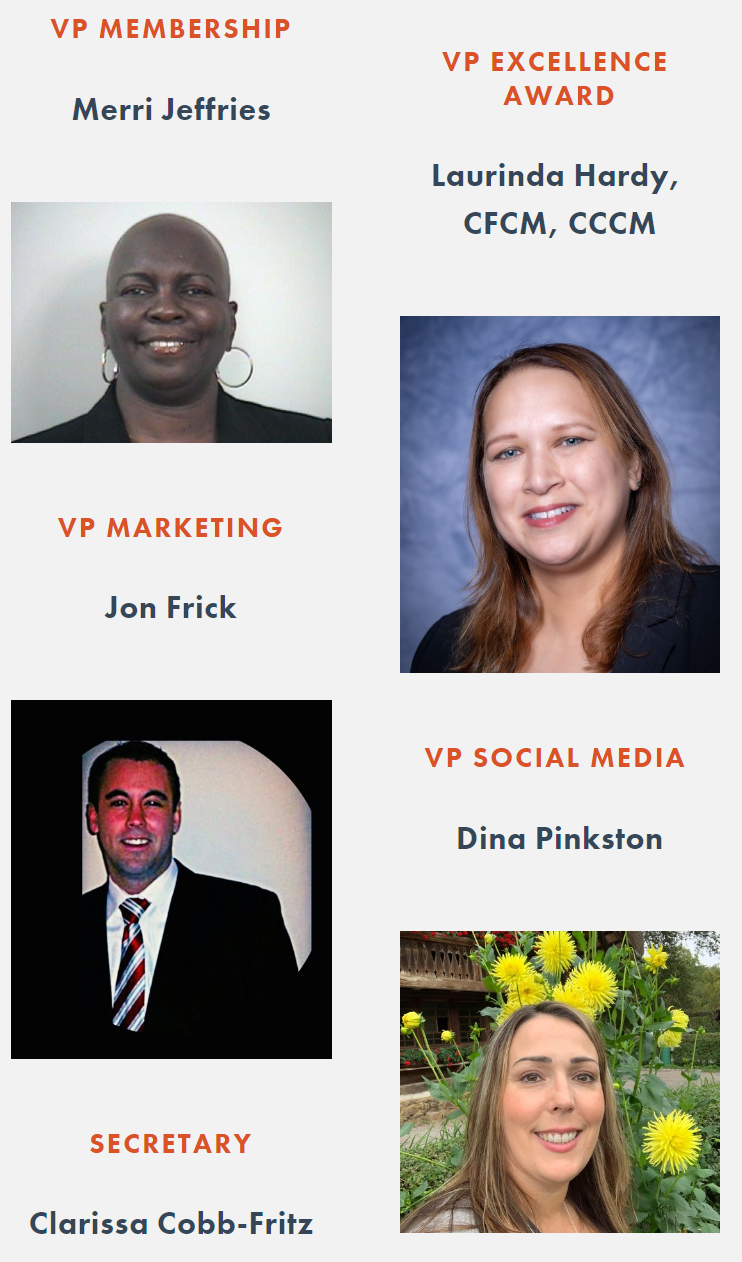 VP MEMBERSHIP
Merri Jeffries
VP MARKETING
Jon Frick
SECRETARY
Clarissa Cobb-Fritz
VP EXCELLENCE
AWARD
Laurinda Hardy,
CFCM, CCCM
VP SOCIAL MEDIA
Dina Pinkston